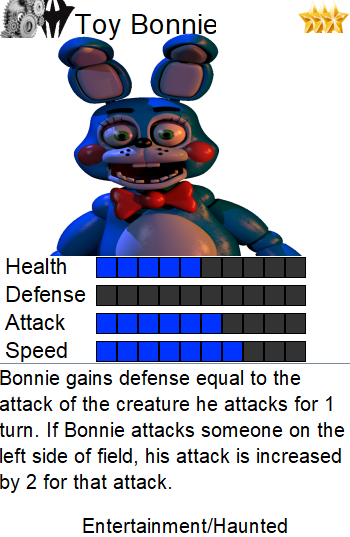 Toy Bonnie
Health
Defense
Attack
Speed
Bonnie gains defense equal to the
attack of the creature he attacks for 1
turn. If Bonnie attacks someone on the
left side of field, his attack is increased
by 2 for that attack.
Entertainment/Haunted